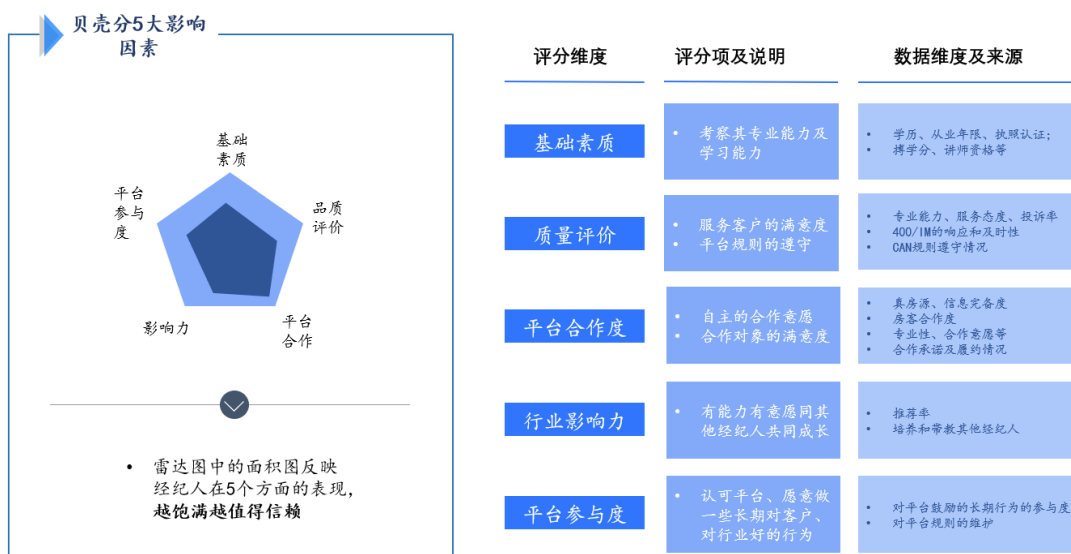 贝壳分5大影响
因素
基础
素质
平台
参与
度
品质
评价
影响力
平台
合作
• 雷达图中的面积图反映
经纪人在5个方面的表现，
越饱满越值得信赖
评分维度
评分项及说明
数据维度及来源
基础素质
• 考察其专业能力及
学习能力
• 学历、从业年限、执照认证；
• 搏学分、讲师资格等
质量评价
• 服务客户的满意度
• 平台规则的遵守
• 专业能力、服务态度、投诉率
• 400/IM的响应和及时性
• CAN规则遵守情况
平台合作度
• 自主的合作意愿
• 合作对象的满意度
• 真房源、信息完备度
• 房客合作度
• 专业性、合作意愿等
• 合作承诺及履约情况
行业影响力
• 有能力有意愿同其
他经纪人共同成长
• 推荐率
• 培养和带教其他经纪人
平台参与度
• 认可平台、愿意做
一些长期对客户、
对行业好的行为
• 对平台鼓励的长期行为的参与度
• 对平台规则的维护